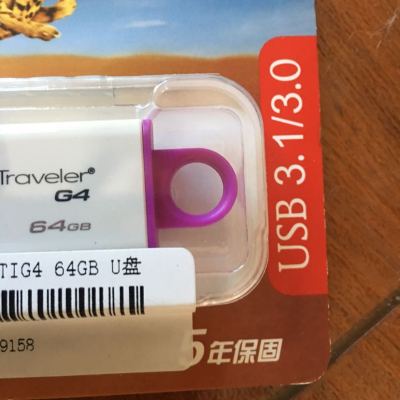 Traveler®
G4
64GB
USB 3.1/3.0
TIG4 64GB U盘
9158
5年保固